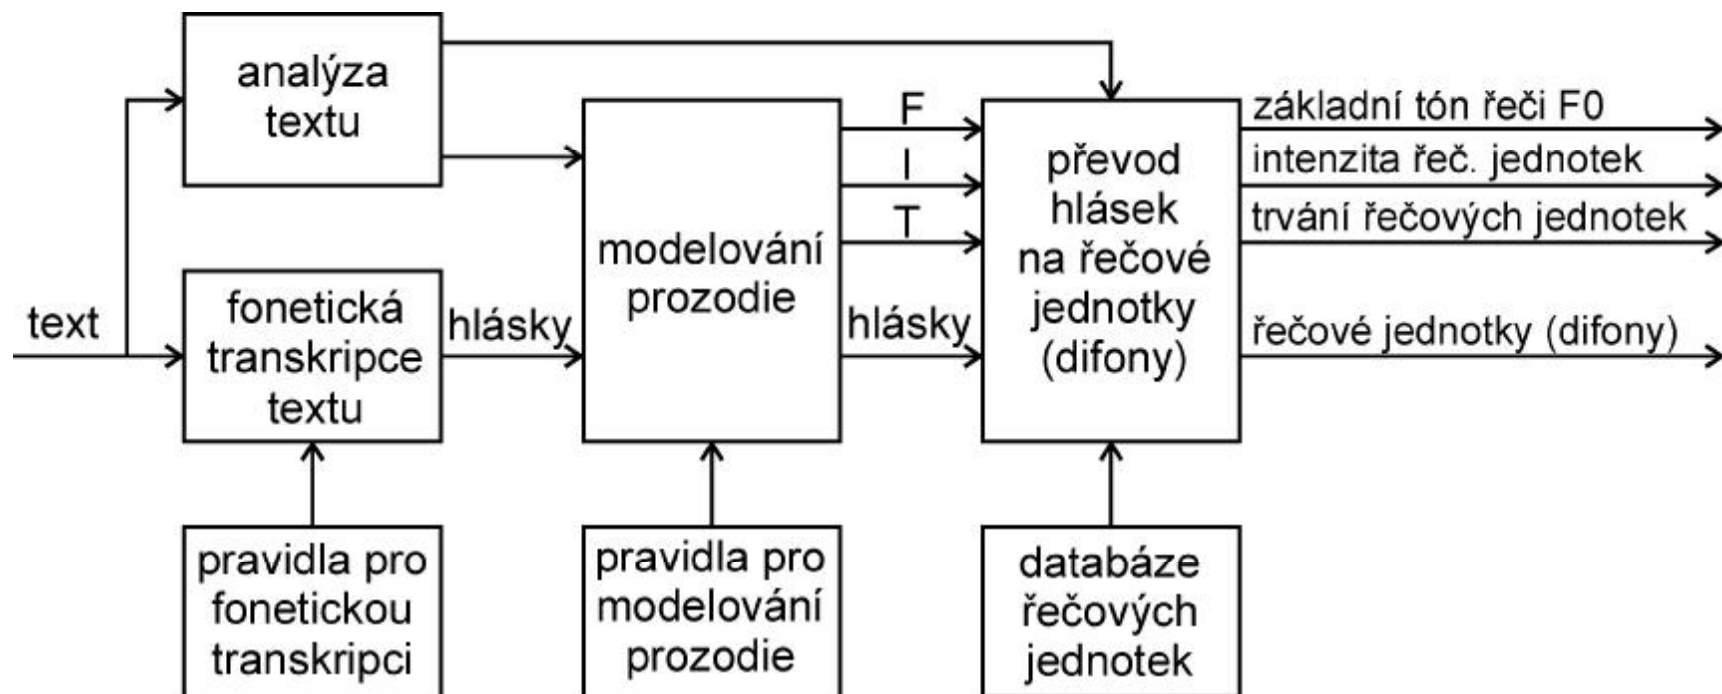 text
analýza
textu
fonetická
transkripce
textu
pravidla pro
fonetickou
transkripci
hlásky
modelování
prozodie
pravidla pro
modelování
prozodie
F
I
T
hlásky
převod
hlásek
na řečové
jednotky
(difony)
databáze
řečových
jednotek
základní tón řeči F0
intenzita řeč. jednotek
trvání řečových jednotek
řečové jednotky (difony)